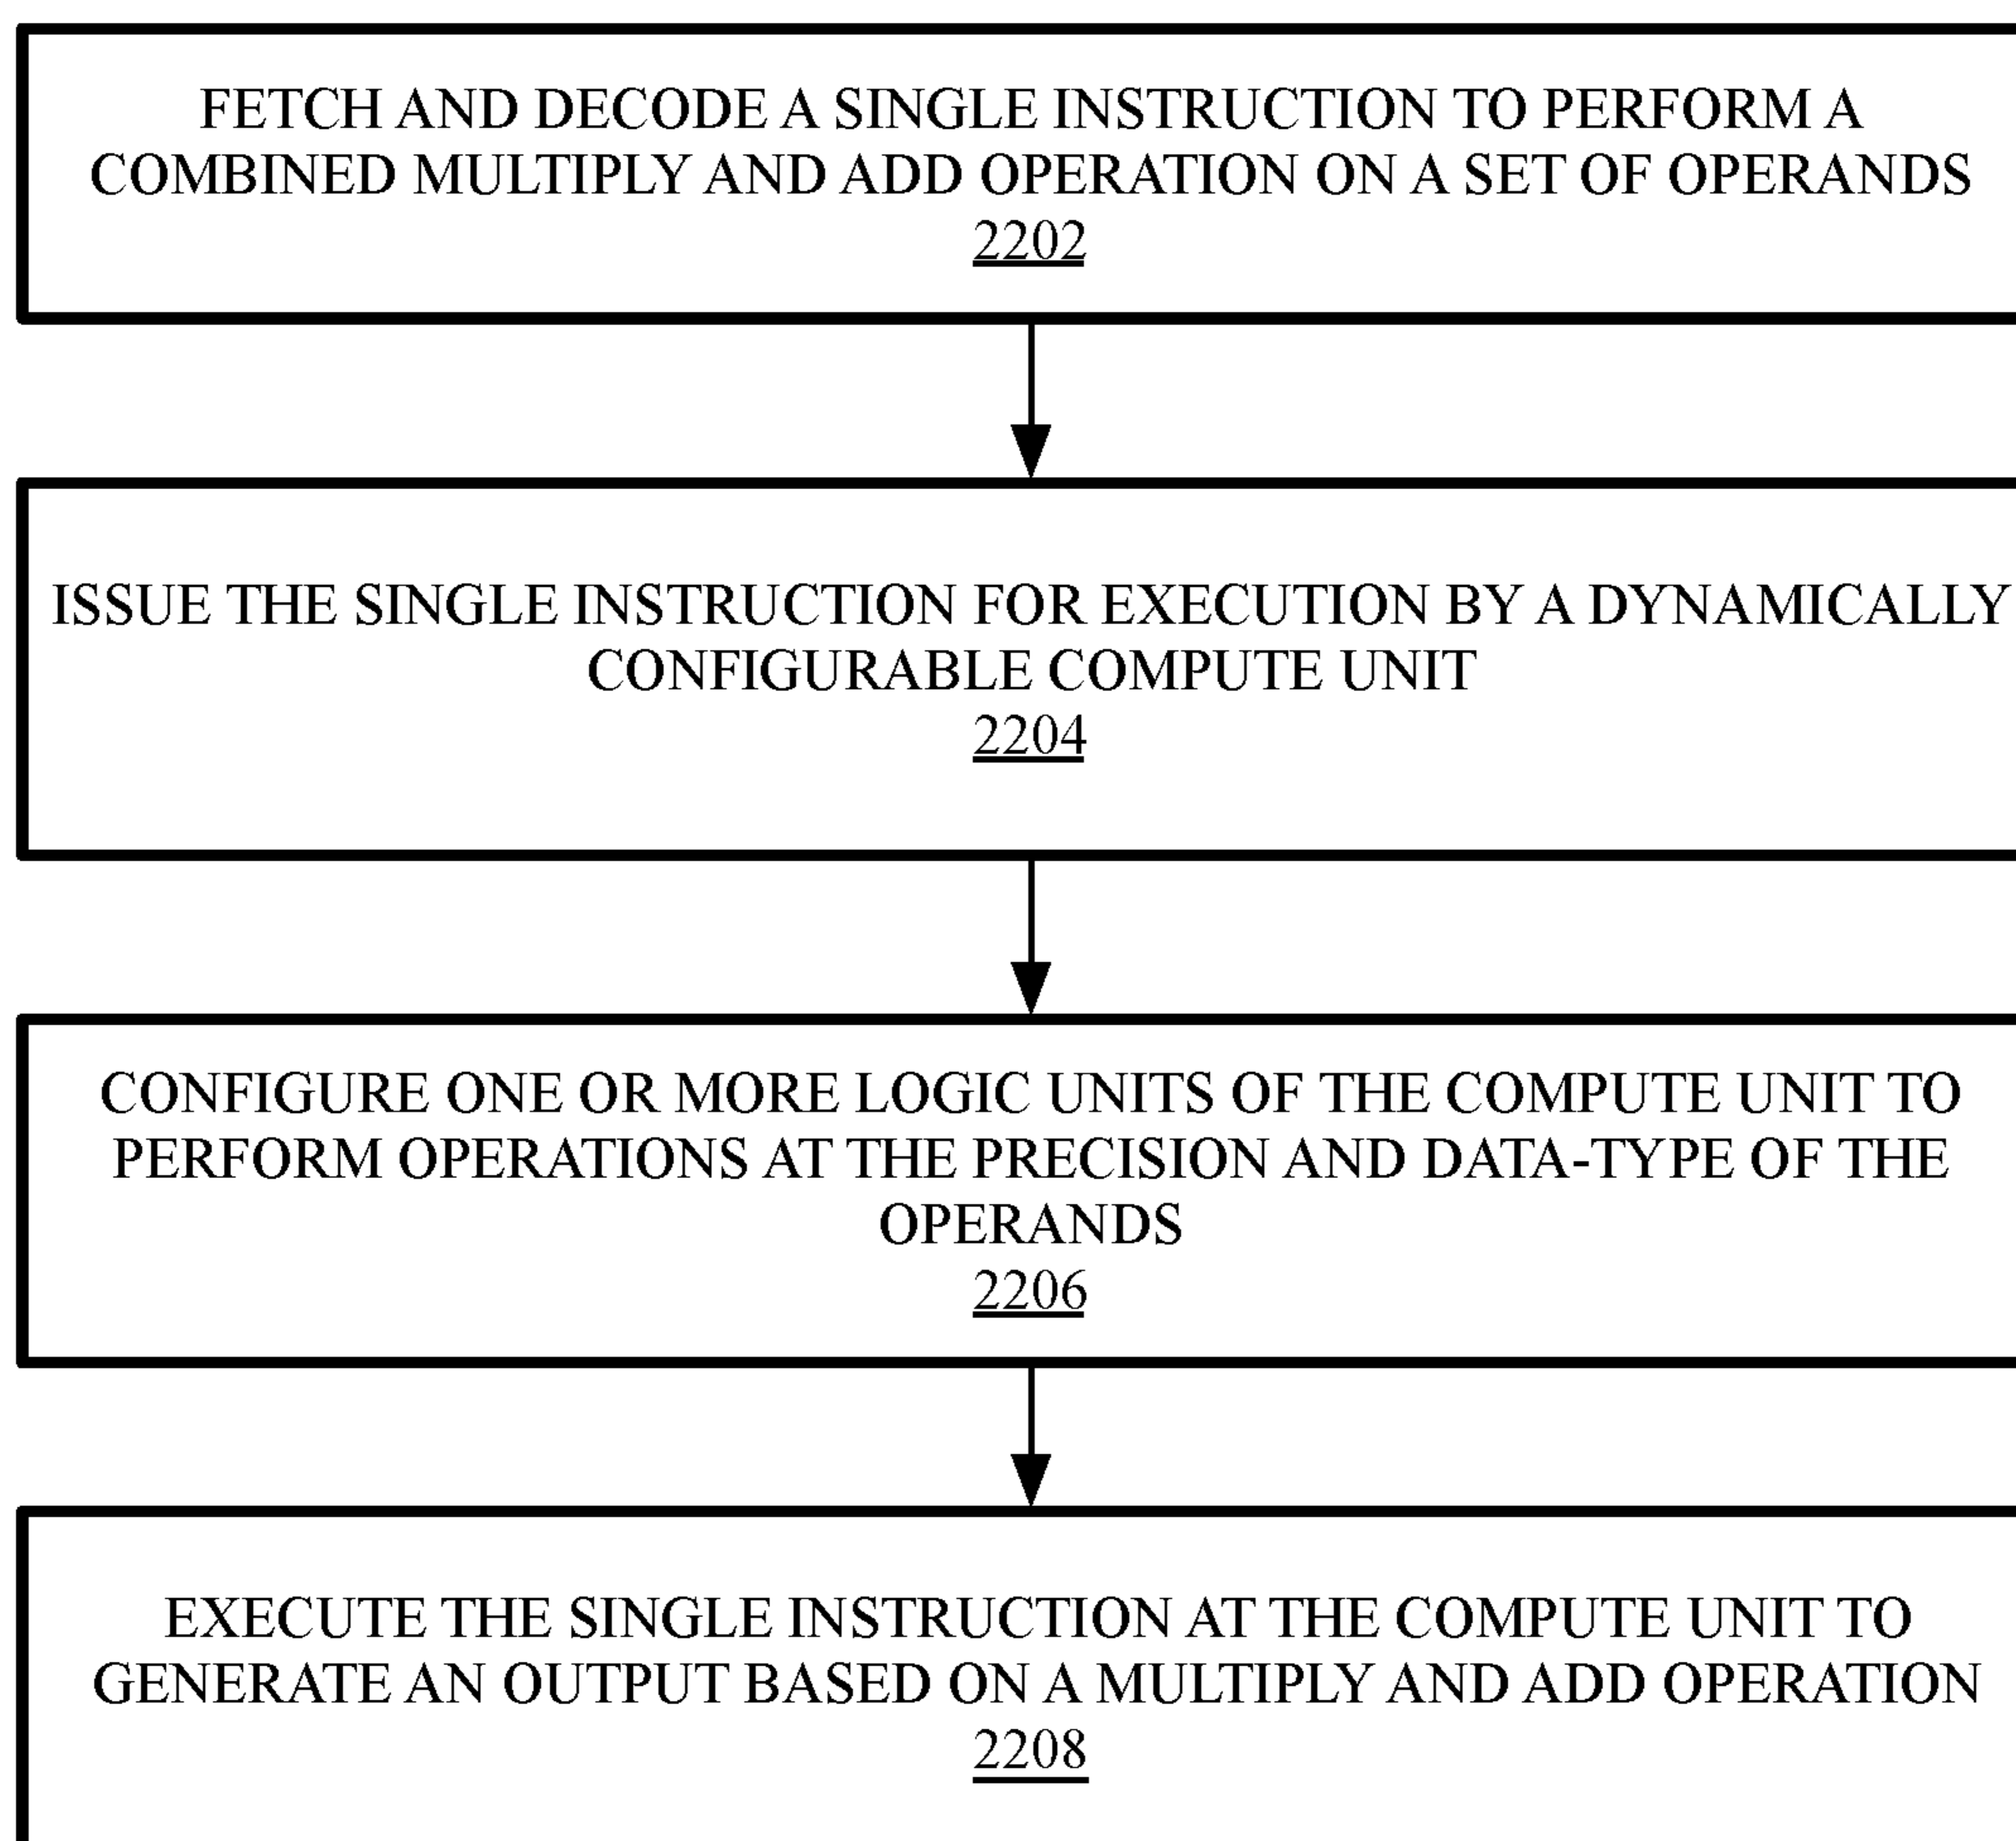 FETCH AND DECODE A SINGLE INSTRUCTION TO PERFORM A
COMBINED MULTIPLY AND ADD OPERATION ON A SET OF OPERANDS
2202
ISSUE THE SINGLE INSTRUCTION FOR EXECUTION BY A DYNAMICALLY
CONFIGURABLE COMPUTE UNIT
2204
CONFIGURE ONE OR MORE LOGIC UNITS OF THE COMPUTE UNIT TO
PERFORM OPERATIONS AT THE PRECISION AND DATA-TYPE OF THE
OPERANDS
2206
EXECUTE THE SINGLE INSTRUCTION AT THE COMPUTE UNIT TO
GENERATE AN OUTPUT BASED ON A MULTIPLY AND ADD OPERATION
2208